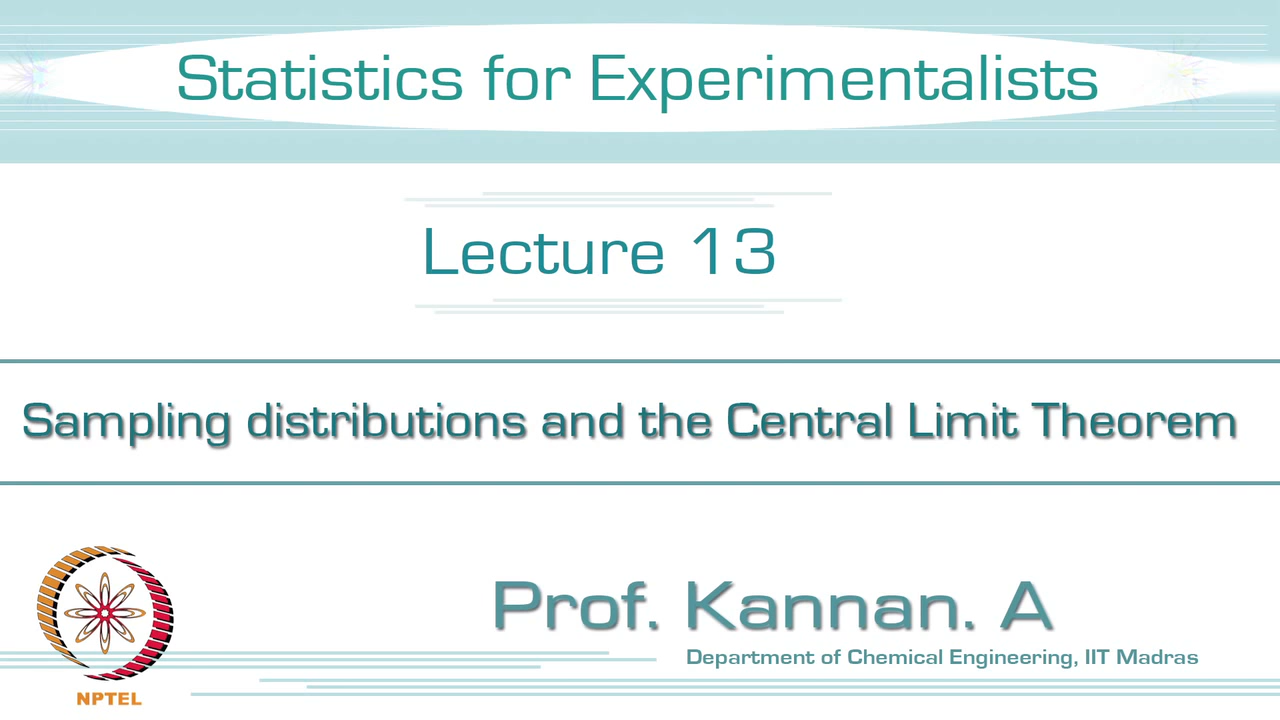 Statistics for Experimentalists
Lecture 13
Sampling distributions and the Central Limit Theorem
Prof. Kannan. A
Department of Chemical Engineering, IIT Madras
NPTEL